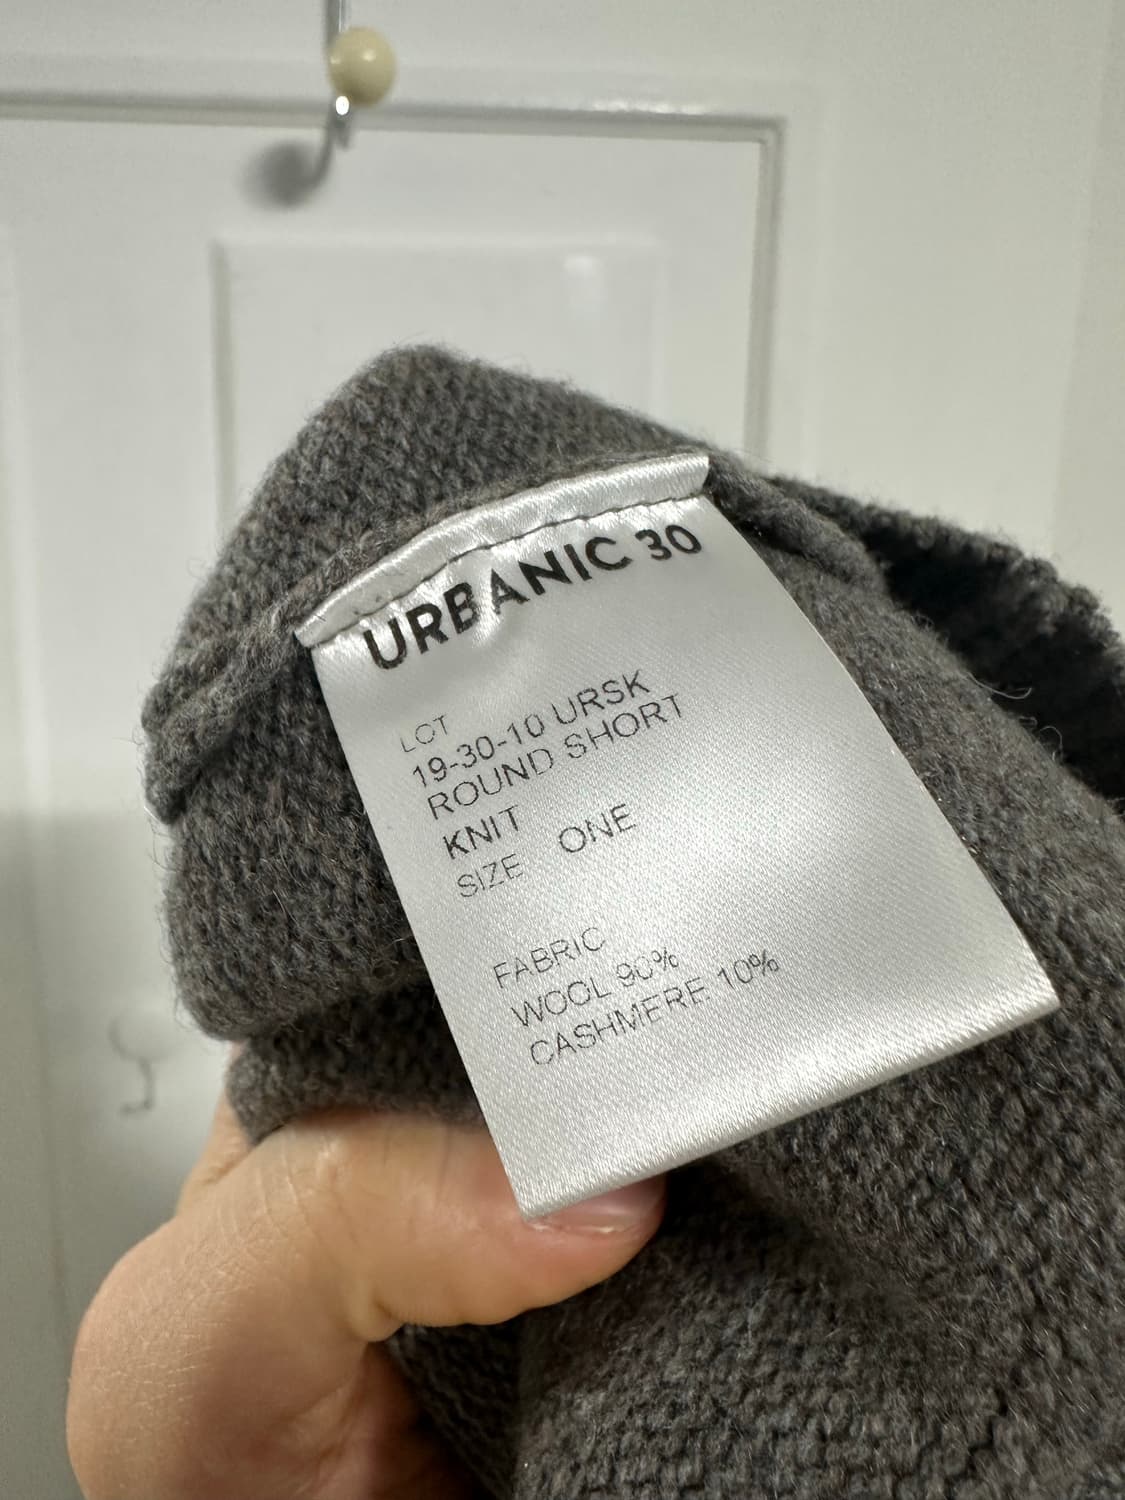 URBANIC 30
LOT
19-30-10 URSK
ROUND SHORT
KNIT
SIZE ONE
FABRIC
WOOL 90%
CASHMERE 10%